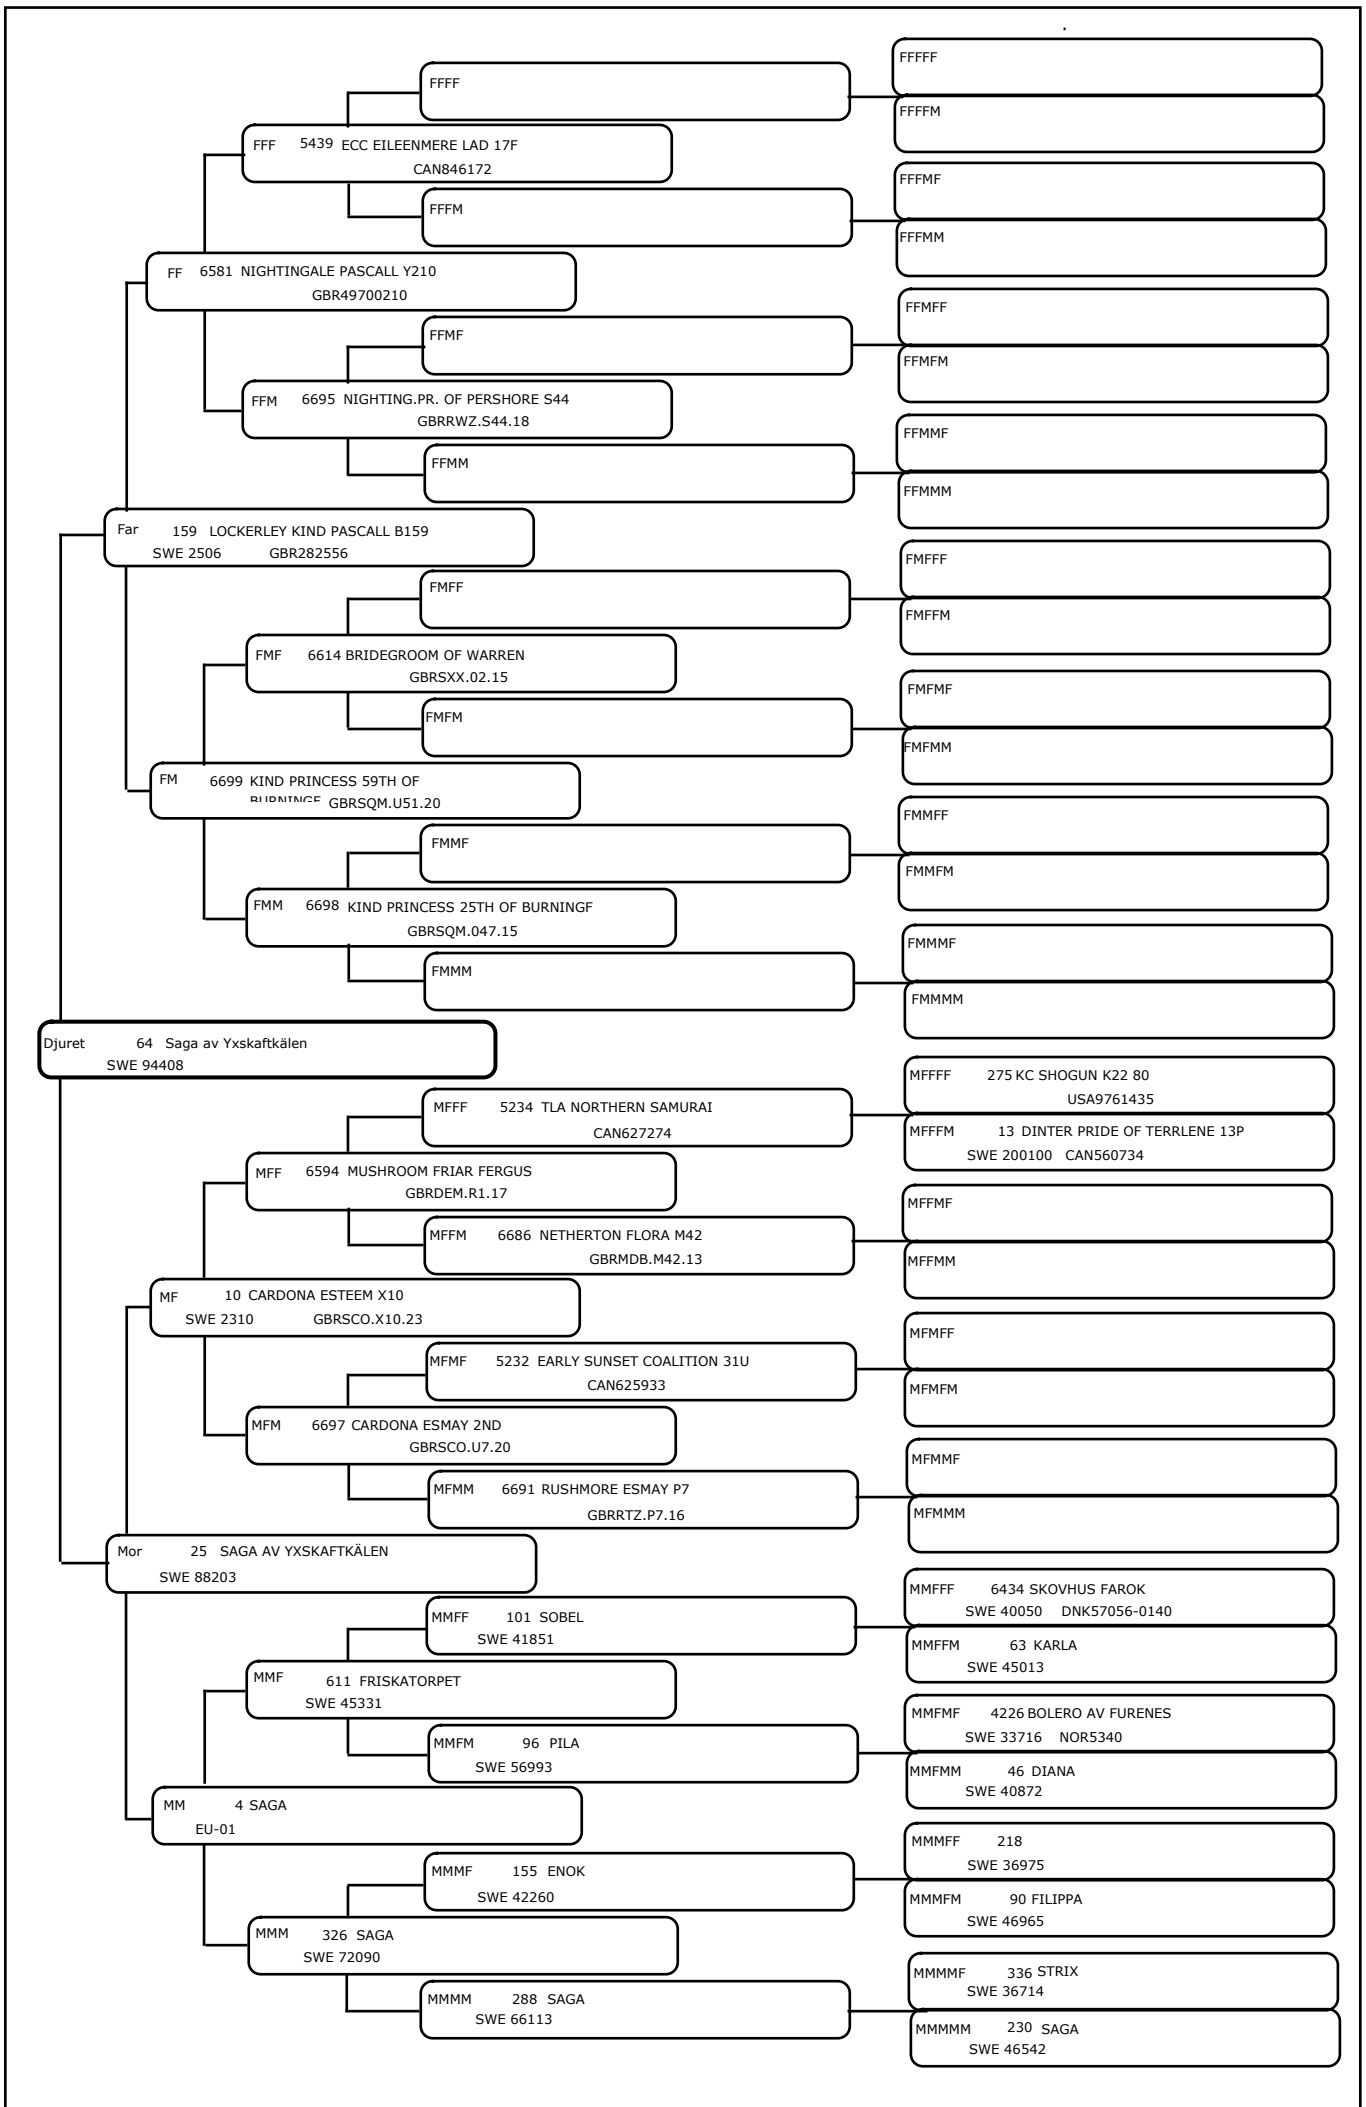 FFFFF
FFFF
FFFFM
FFF 5439 ECC EILEENMERE LAD 17F
CAN846172
FFFMF
FFFM
FFFMM
FF 6581 NIGHTINGALE PASCALL Y210
GBR49700210
FFMFF
FFMF
FFMFM
FFM 6695 NIGHTING.PR. OF PERSHORE S44
GBRRWZ.S44.18
FFMMF
FFMM
FFMMM
Far 159 LOCKERLEY KIND PASCALL B159
SWE 2506 GBR282556
FMFFF
FMFF
FMFFM
FMF 6614 BRIDEGROOM OF WARREN
GBRSXX.02.15
FMFMF
FMFM
FMFMM
FM 6699 KIND PRINCESS 59TH OF
BURNINGF GBRSQM.U51.20
FMMFF
FMMF
FMMFM
FMM 6698 KIND PRINCESS 25TH OF BURNINGF
GBRSQM.047.15
FMMMF
FMMM
FMMMM
Djuret 64 Saga av Yxskaftkälen
SWE 94408
MFFFF 275 KC SHOGUN K22 80
USA9761435
MFFF 5234 TLA NORTHERN SAMURAI
CAN627274
MFFFM 13 DINTER PRIDE OF TERRLENE 13P
SWE 200100 CAN560734
MFF 6594 MUSHROOM FRIAR FERGUS
GBRDEM.R1.17
MFFMF
MFFM 6686 NETHERTON FLORA M42
GBRMDB.M42.13
MFFMM
MF 10 CARDONA ESTEEM X10
SWE 2310 GBRSCO.X10.23
MFMFF
MFMF 5232 EARLY SUNSET COALITION 31U
CAN625933
MFMFM
MFM 6697 CARDONA ESMAY 2ND
GBRSCO.U7.20
MFMMF
MFMM 6691 RUSHMORE ESMAY P7
GBRRTZ.P7.16
MFMMM
Mor 25 SAGA AV YXSKAFTKÄLEN
SWE 88203
MMFFF 6434 SKOVHUS FAROK
SWE 40050 DNK57056-0140
MMFF 101 SOBEL
SWE 41851
MMFFM 63 KARLA
SWE 45013
MMF 611 FRISKATORPET
SWE 45331
MMFMF 4226 BOLERO AV FURENES
SWE 33716 NOR5340
MMFM 96 PILA
SWE 56993
MMFMM 46 DIANA
SWE 40872
MM 4 SAGA
EU-01
MMMFF 218
SWE 36975
MMMF 155 ENOK
SWE 42260
MMMFM 90 FILIPPA
SWE 46965
MMM 326 SAGA
SWE 72090
MMMMF 336 STRIX
SWE 36714
MMMM 288 SAGA
SWE 66113
MMMMM 230 SAGA
SWE 46542